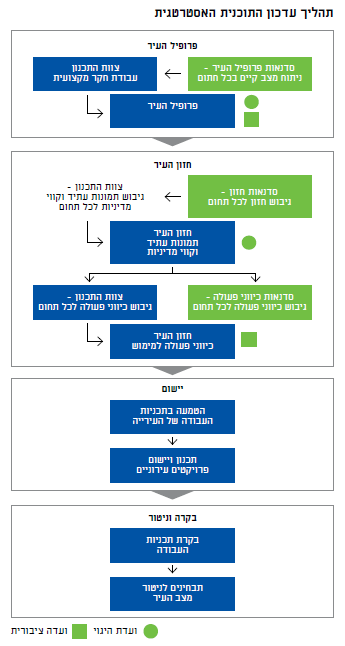 תהליך עדכון התוכנית האסטרטגית
פרופיל העיר
סדנאות פרופיל העיר -
ניתוח מצב קיים בכל תחום
צוות התכנון
עבודת חקר מקצועית
פרופיל העיר
חזון העיר
סדנאות חזון -
גיבוש חזון לכל תחום
צוות התכנון -
גיבוש תמונות עתיד וקווי
מדיניות לכל תחום
חזון העיר
תמונות עתיד
וקווי מדיניות
סדנאות כיווני פעולה -
גיבוש כיווני פעולה לכל תחום
צוות התכנון -
גיבוש כיווני פעולה לכל תחום
חזון העיר
כיווני פעולה למימוש
יישום
הטמעה בתכניות
העבודה של העירייה
תכנון ויישום
פרויקטים עירוניים
בקרה וניטור
בקרת תכניות
העבודה
תבחינים לניטור
מצב העיר
ועדת היגוי
ועדה ציבורית